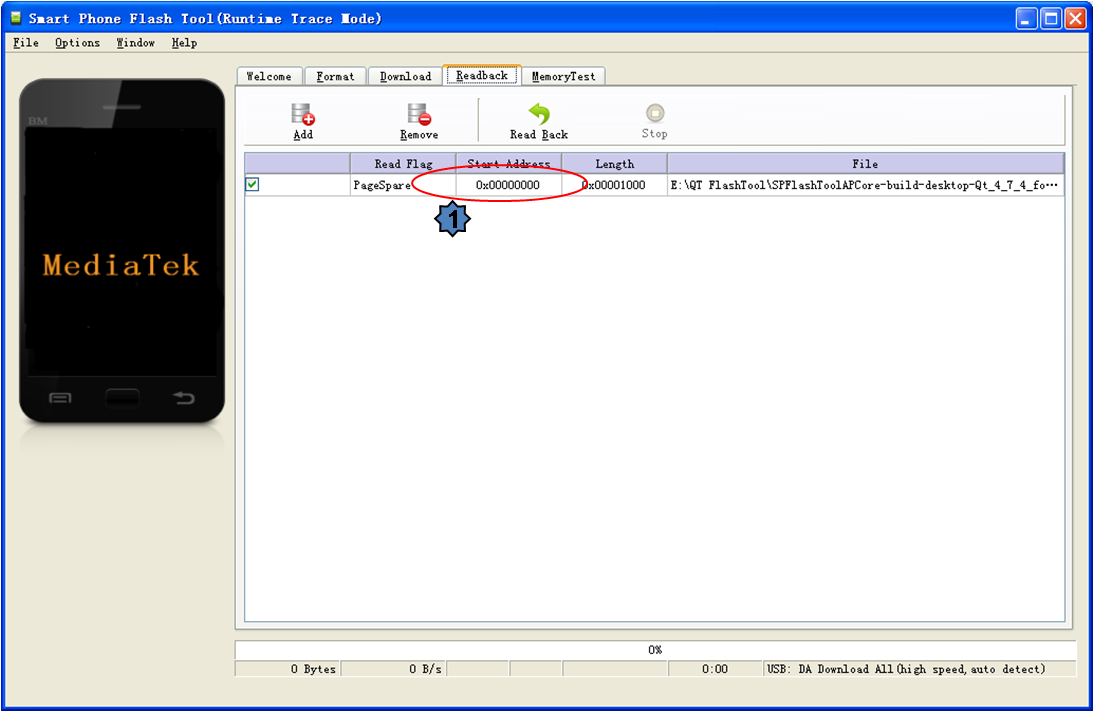 Smart Phone Flash Tool(Runtime Trace Mode)
File Options Window Help
Welcome Format Download Readback MemoryTest
BM
Add Remove Read Back Stop
Read Flag Start Address Length File
PageSpare 0x00000000 0x00001000 E:\QT FlashTool\SPFlashToolAPCore-build-desktop-Qt_4_7_4_fo...
1
MediaTek
0%
0 Bytes 0 B/s 0:00 USB: DA Download All(high speed,auto detect)